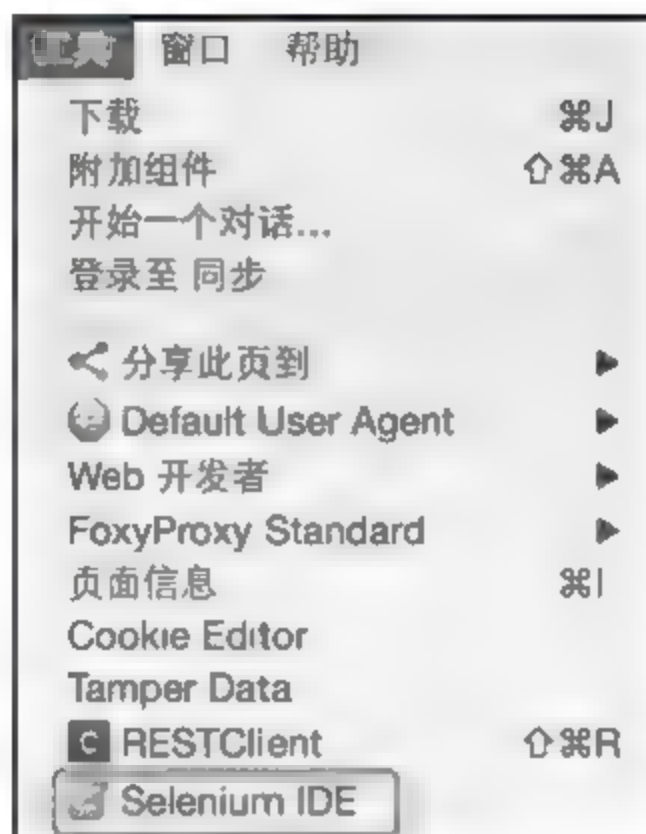 工具 窗口 帮助
下载 ⌘J
附加组件 ⇧⌘A
开始一个对话...
登录至 同步
分享此页到 ▶
Default User Agent ▶
Web 开发者 ▶
FoxyProxy Standard ▶
页面信息 ⌘I
Cookie Editor
Tamper Data
C RESTClient ⇧⌘R
Selenium IDE